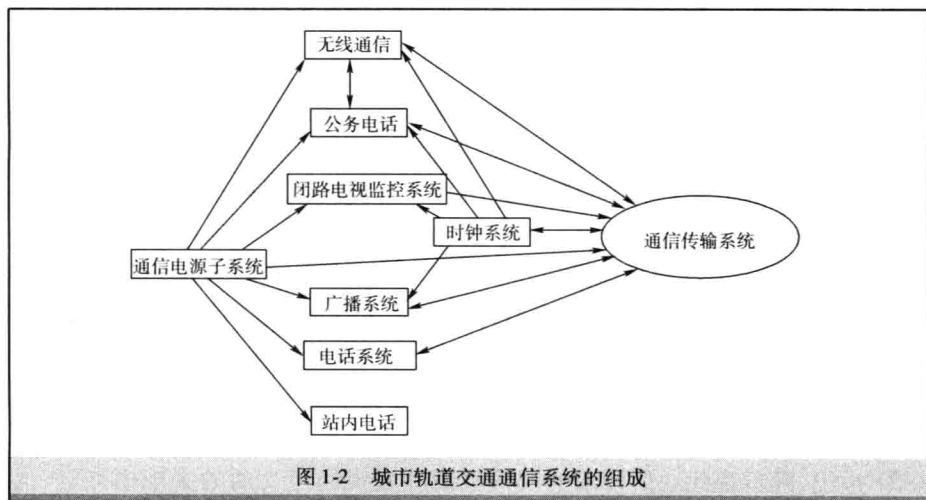 无线通信
公务电话
闭路电视监控系统
时钟系统
通信传输系统
通信电源子系统
广播系统
电话系统
站内电话
图 1-2 城市轨道交通通信系统的组成